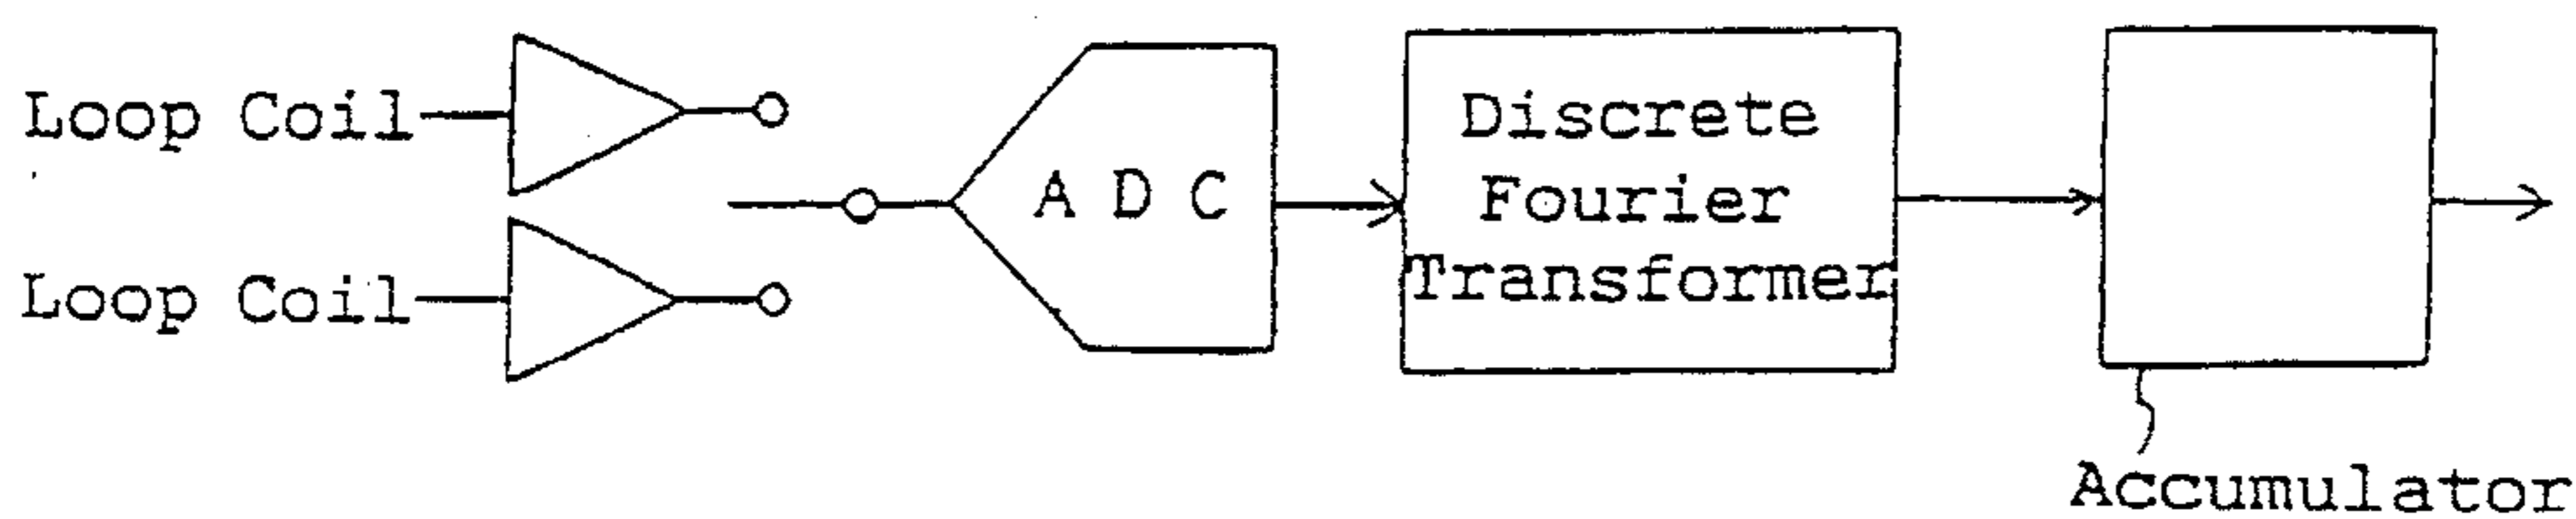 Loop Coil
Loop Coil
A D C
Discrete
Fourier
Transformer
Accumulator